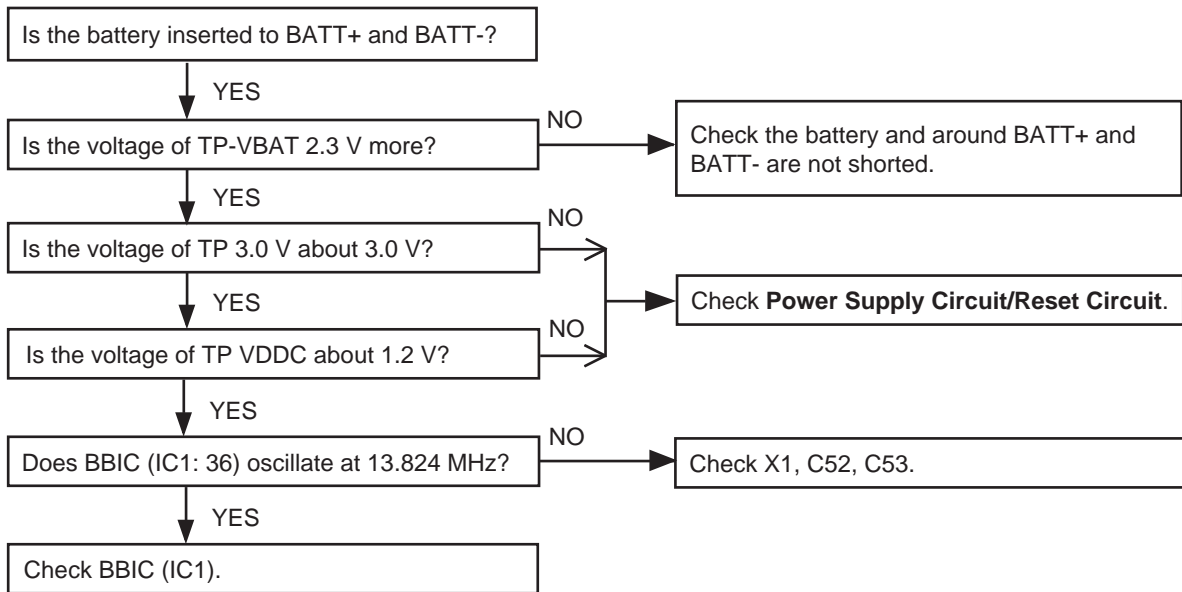 Is the battery inserted to BATT+ and BATT-?
YES
Is the voltage of TP-VBAT 2.3 V more?
NO
Check the battery and around BATT+ and
BATT- are not shorted.
YES
Is the voltage of TP 3.0 V about 3.0 V?
NO
YES
Check Power Supply Circuit/Reset Circuit.
NO
Is the voltage of TP VDDC about 1.2 V?
YES
Does BBIC (IC1: 36) oscillate at 13.824 MHz?
NO
Check X1, C52, C53.
YES
Check BBIC (IC1).